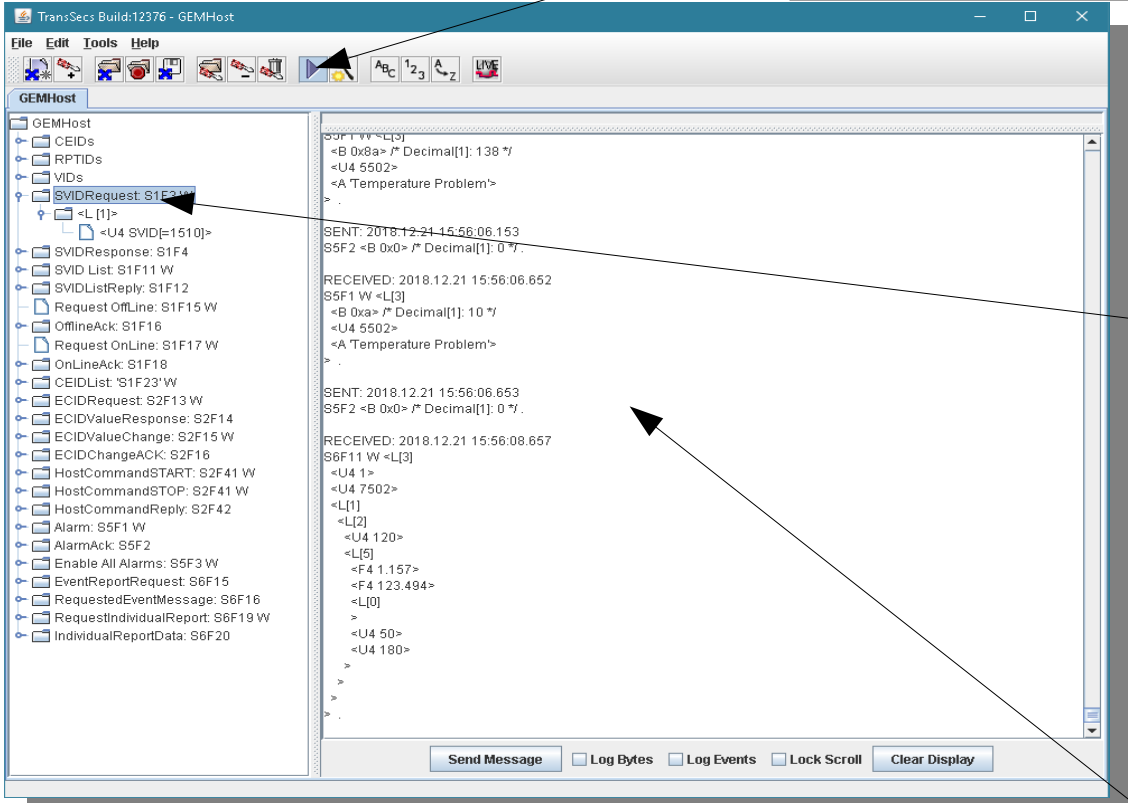 TransSecs Build:12376 - GEMHost
File Edit Tools Help
ABC 123 A Z LIVE
GEMHost
GEMHost
CEIDs
RPTIDs
VIDs
SVIDRequest: S1F3 W
<L [1]>
<U4 SVID[=1510]>
SVIDResponse: S1F4
SVID List: S1F11 W
SVIDListReply: S1F12
Request OffLine: S1F15 W
OfflineAck: S1F16
Request OnLine: S1F17 W
OnLineAck: S1F18
CEIDList: 'S1F23' W
ECIDRequest: S2F13 W
ECIDValueResponse: S2F14
ECIDValueChange: S2F15 W
ECIDChangeACK: S2F16
HostCommandSTART: S2F41 W
HostCommandSTOP: S2F41 W
HostCommandReply: S2F42
Alarm: S5F1 W
AlarmAck: S5F2
Enable All Alarms: S5F3 W
EventReportRequest: S6F15
RequestedEventMessage: S6F16
RequestIndividualReport: S6F19 W
IndividualReportData: S6F20
S5F1 W <L[3]
<B 0x8a> /* Decimal[1]: 138 */
<U4 5502>
<A 'Temperature Problem'>
> .
SENT: 2018.12.21 15:56:06.153
S5F2 <B 0x0> /* Decimal[1]: 0 */ .
RECEIVED: 2018.12.21 15:56:06.652
S5F1 W <L[3]
<B 0xa> /* Decimal[1]: 10 */
<U4 5502>
<A 'Temperature Problem'>
> .
SENT: 2018.12.21 15:56:06.653
S5F2 <B 0x0> /* Decimal[1]: 0 */ .
RECEIVED: 2018.12.21 15:56:08.657
S6F11 W <L[3]
<U4 1>
<U4 7502>
<L[1]
<L[2]
<U4 120>
<L[5]
<F4 1.157>
<F4 123.494>
<L[0]
>
<U4 50>
<U4 180>
>
>
>
> .
Send Message Log Bytes Log Events Lock Scroll Clear Display